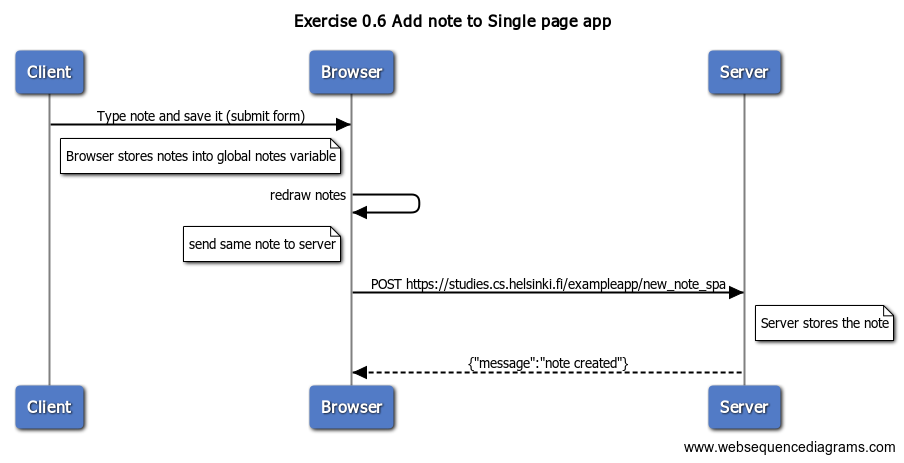 Exercise 0.6 Add note to Single page app
Client
Browser
Server
Type note and save it (submit form)
Browser stores notes into global notes variable
redraw notes
send same note to server
POST https://studies.cs.helsinki.fi/exampleapp/new_note_spa
Server stores the note
{"message":"note created"}
Client
Browser
Server
www.websequencediagrams.com